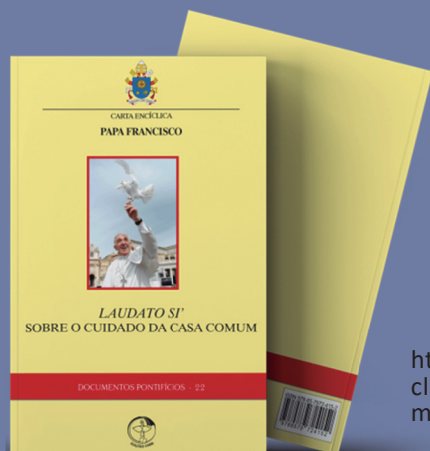 CARTA ENCÍCLICA
PAPA FRANCISCO
LAUDATO SI'
SOBRE O CUIDADO DA CASA COMUM
DOCUMENTOS PONTIFÍCIOS - 22
ht
cl
m